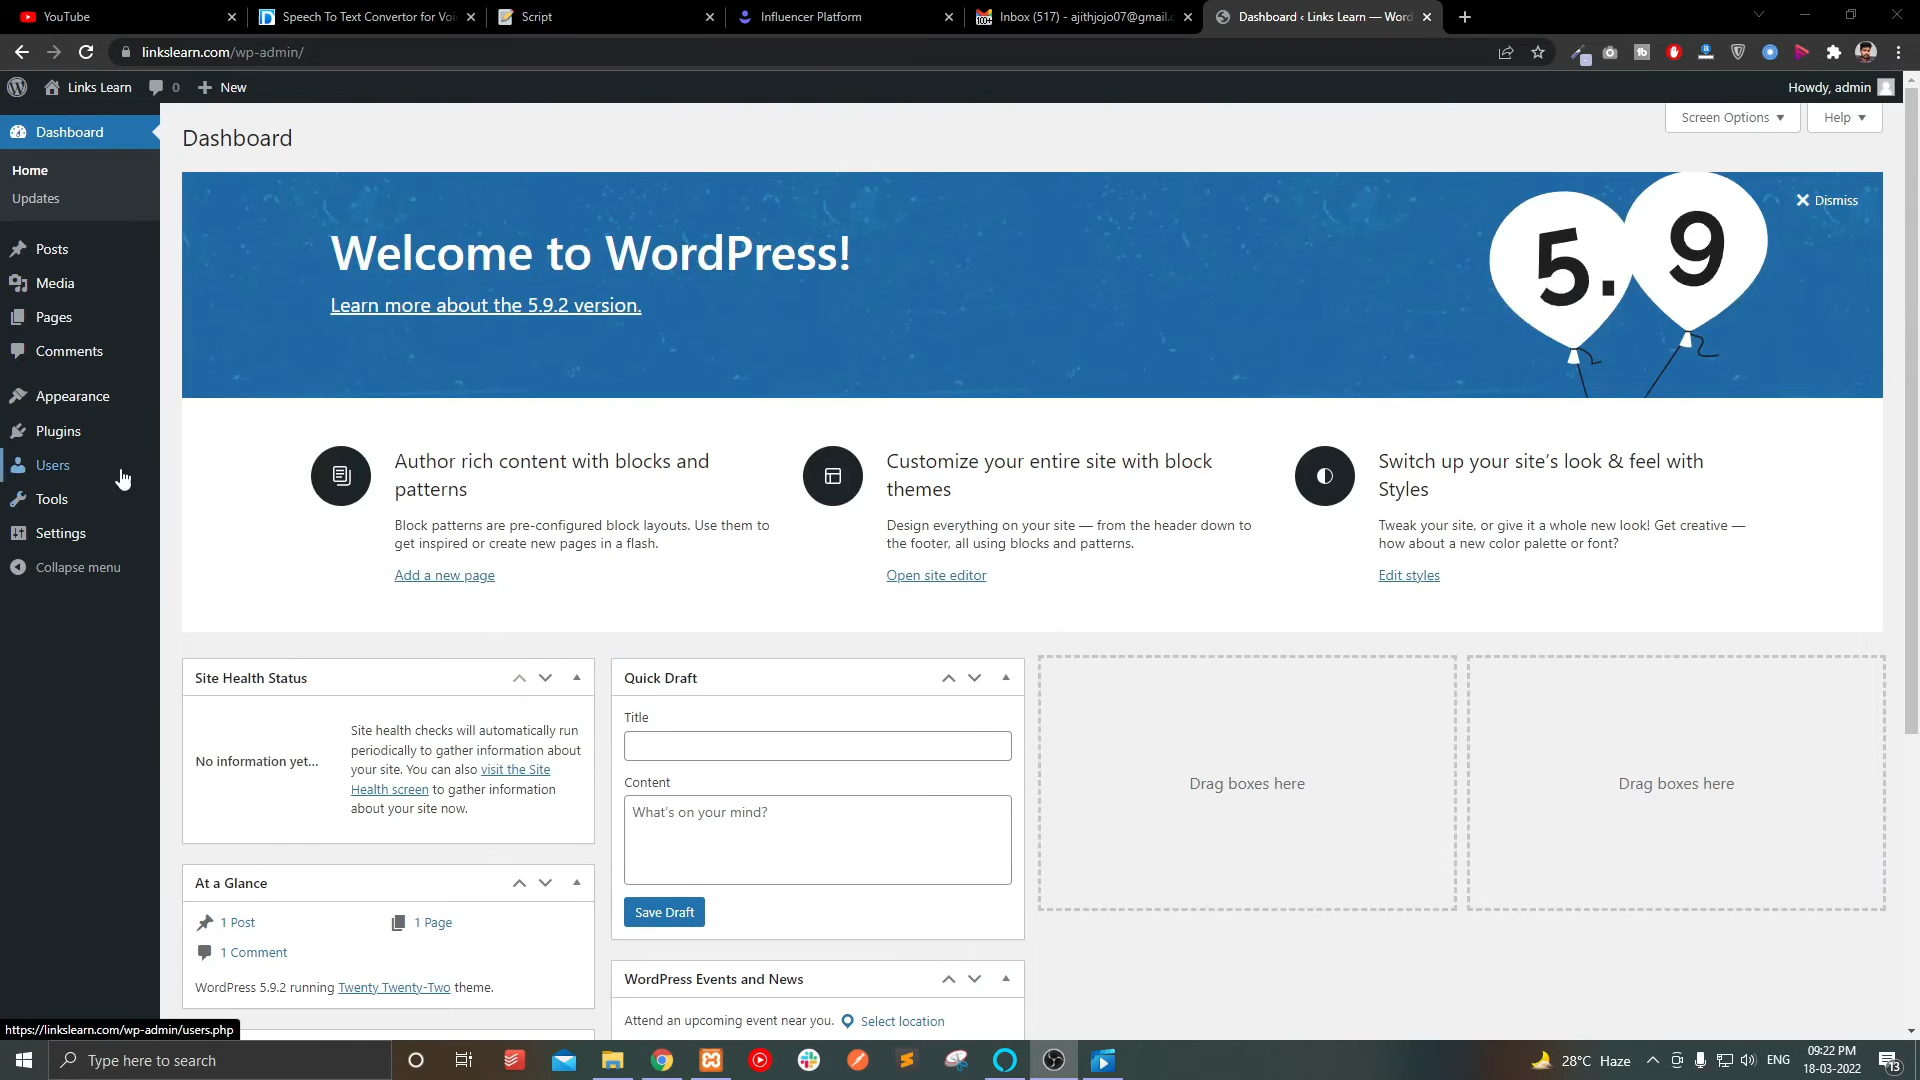 YouTube
Speech To Text Convertor for Voi
Script
Influencer Platform
Inbox (517) - ajithjojo07@gmail.c
Dashboard ‹ Links Learn — Word
linkslearn.com/wp-admin/
Links Learn
0
New
Howdy, admin
Dashboard
Home
Updates
Posts
Media
Pages
Comments
Appearance
Plugins
Users
Tools
Settings
Collapse menu
Dashboard
Screen Options
Help
Welcome to WordPress!
Learn more about the 5.9.2 version.
5.9
Dismiss
Author rich content with blocks and
patterns
Block patterns are pre-configured block layouts. Use them to
get inspired or create new pages in a flash.
Add a new page
Customize your entire site with block
themes
Design everything on your site — from the header down to
the footer, all using blocks and patterns.
Open site editor
Switch up your site’s look & feel with
Styles
Tweak your site, or give it a whole new look! Get creative —
how about a new color palette or font?
Edit styles
Site Health Status
No information yet...
Site health checks will automatically run
periodically to gather information about
your site. You can also visit the Site
Health screen to gather information
about your site now.
At a Glance
1 Post
1 Page
1 Comment
WordPress 5.9.2 running Twenty Twenty-Two theme.
Quick Draft
Title
Content
What’s on your mind?
Save Draft
WordPress Events and News
Attend an upcoming event near you.
Select location
Drag boxes here
Drag boxes here
https://linkslearn.com/wp-admin/users.php
Type here to search
28°C Haze
ENG
09:22 PM
18-03-2022
13